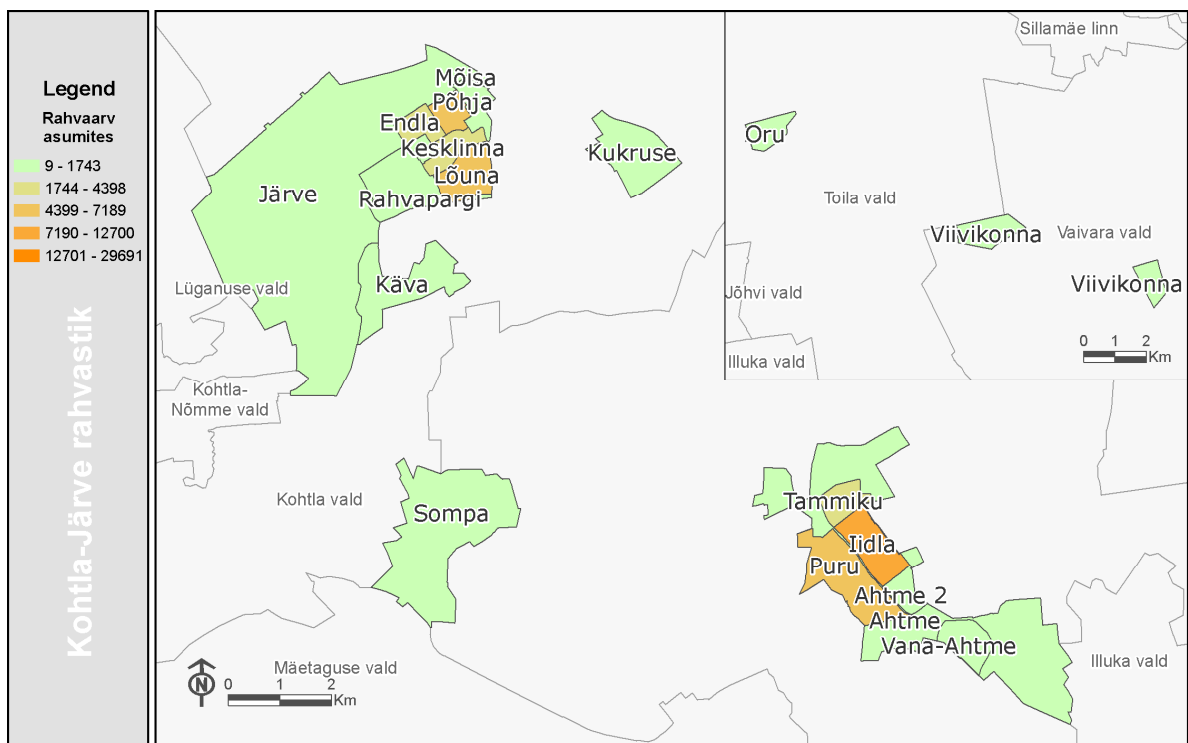 Legend
Rahvaarv
asumites
9 - 1743
1744 - 4398
4399 - 7189
7190 - 12700
12701 - 29691
Kohtla-Järve rahvastik
Mõisa
Põhja
Endla
Kesklinna
Lõuna
Rahvapargi
Järve
Käva
Kukruse
Lüganuse vald
Kohtla-
Nõmme vald
Kohtla vald
Sompa
Mäetaguse vald
N
0 1 2
Km
Sillamäe linn
Oru
Toila vald
Viivikonna
Vaivara vald
Viivikonna
Jõhvi vald
Illuka vald
0 1 2
Km
Tammiku
Iidla
Puru
Ahtme 2
Ahtme
Vana-Ahtme
Illuka vald